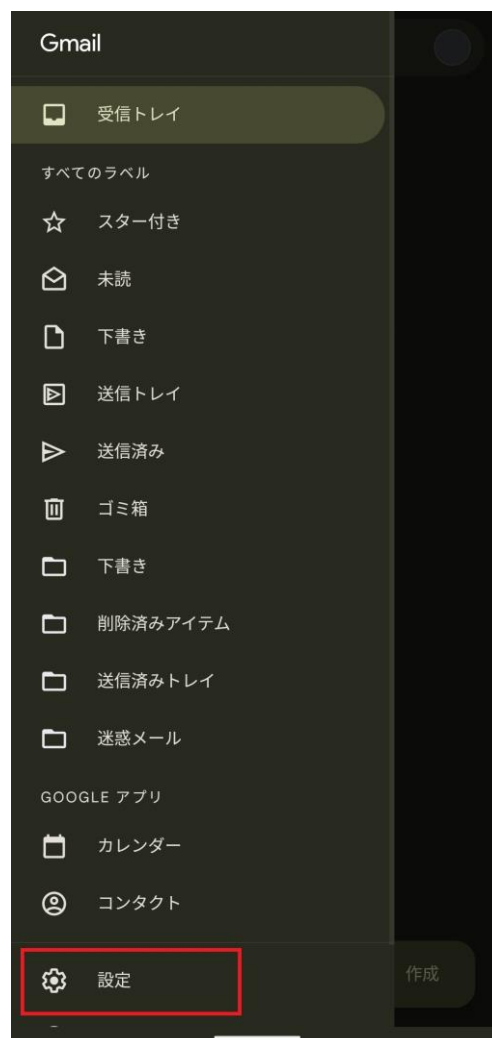 Gmail
受信トレイ
すべてのラベル
スター付き
未読
下書き
送信トレイ
送信済み
ゴミ箱
下書き
削除済みアイテム
送信済みトレイ
迷惑メール
GOOGLE アプリ
カレンダー
コンタクト
設定
作成